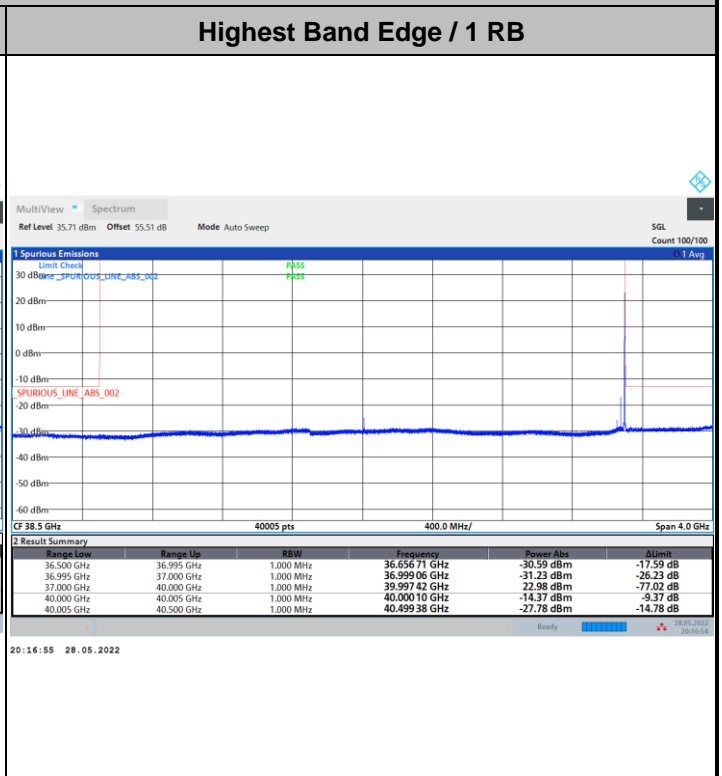 Highest Band Edge / 1 RB
MultiView Spectrum
Ref Level 35.71 dBm Offset 55.51 dB Mode Auto Sweep SGL
Count 100/100
1 Spurious Emissions 1 Avg
Limit Check PASS
30 dBm Line _SPURIOUS_LINE_ABS_002 PASS
20 dBm
10 dBm
0 dBm
-10 dBm
_SPURIOUS_LINE_ABS_002
-20 dBm
-30 dBm
-40 dBm
-50 dBm
-60 dBm
CF 38.5 GHz 40005 pts 400.0 MHz/ Span 4.0 GHz
2 Result Summary
Range Low Range Up RBW Frequency Power Abs ΔLimit
36.500 GHz 36.995 GHz 1.000 MHz 36.656 71 GHz -30.59 dBm -17.59 dB
36.995 GHz 37.000 GHz 1.000 MHz 36.999 06 GHz -31.23 dBm -26.23 dB
37.000 GHz 40.000 GHz 1.000 MHz 39.997 42 GHz 22.98 dBm -77.02 dB
40.000 GHz 40.005 GHz 1.000 MHz 40.000 10 GHz -14.37 dBm -9.37 dB
40.005 GHz 40.500 GHz 1.000 MHz 40.499 38 GHz -27.78 dBm -14.78 dB
Ready 28.05.2022
20:16:54
20:16:55 28.05.2022